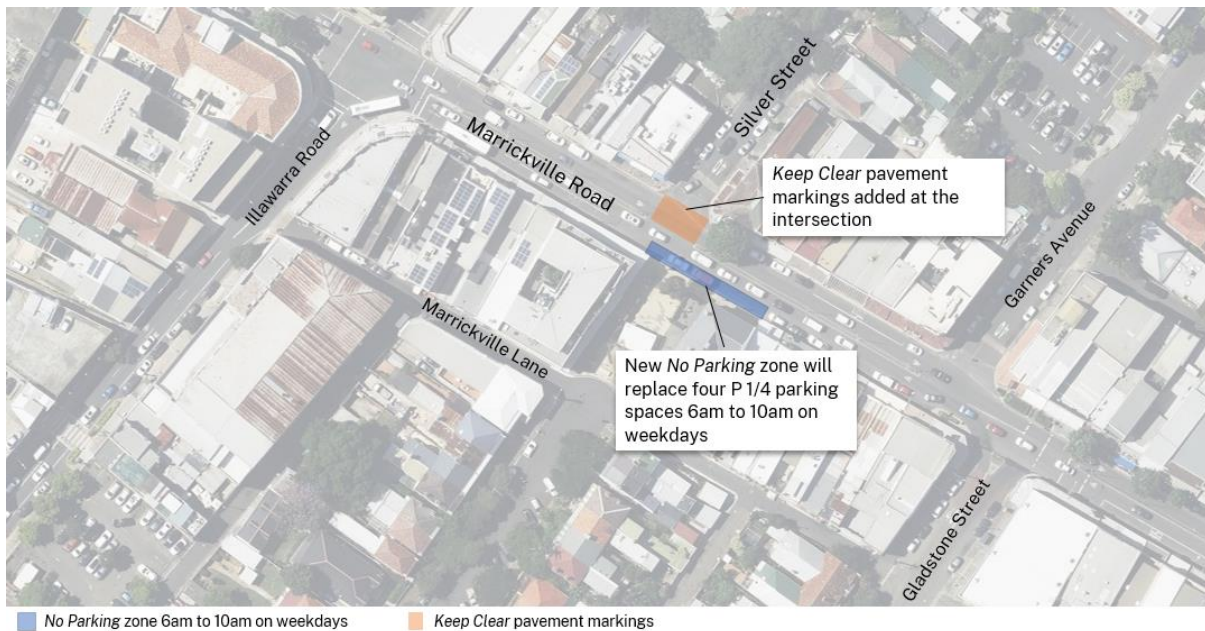 Silver Street
Marrickville Road
Illawarra Road
Keep Clear pavement
markings added at the
intersection
Garners Avenue
Marrickville Lane
New No Parking zone will
replace four P 1/4 parking
spaces 6am to 10am on
weekdays
Gladstone Street
No Parking zone 6am to 10am on weekdays
Keep Clear pavement markings